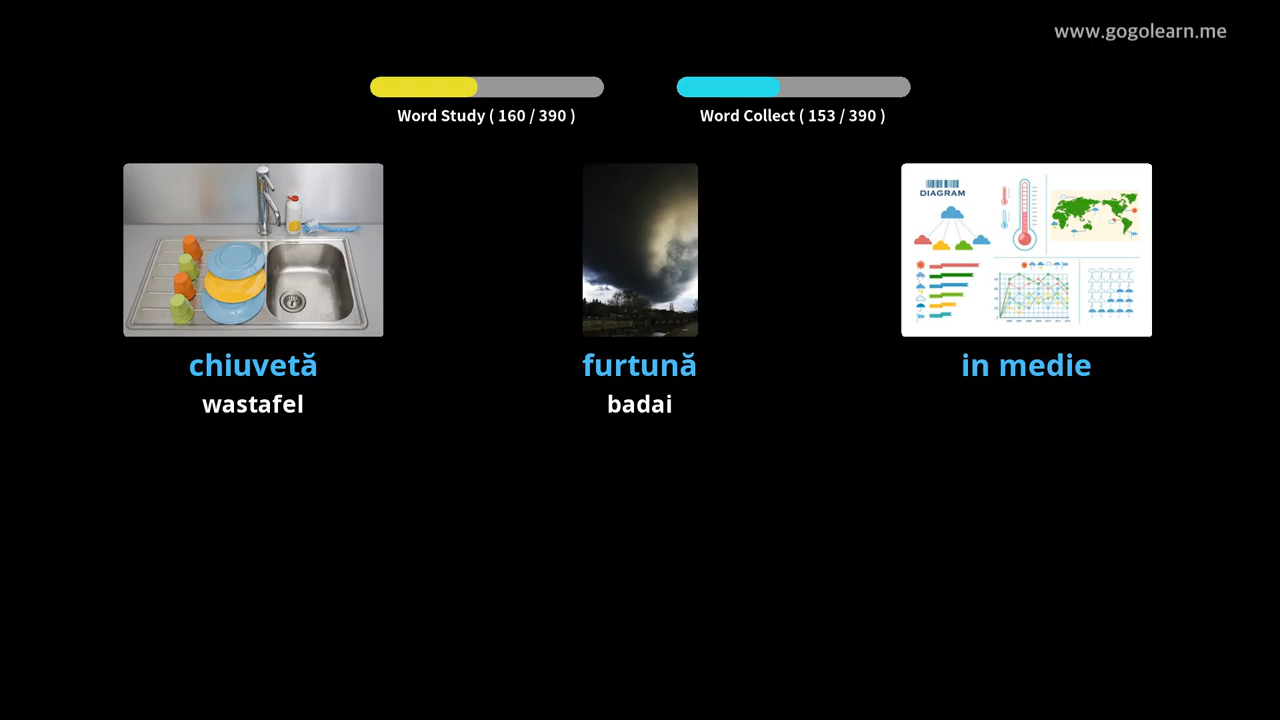 www.gogolearn.me
Word Study ( 160 / 390 )
Word Collect ( 153 / 390 )
DIAGRAM
chiuvetă
furtună
in medie
wastafel
badai